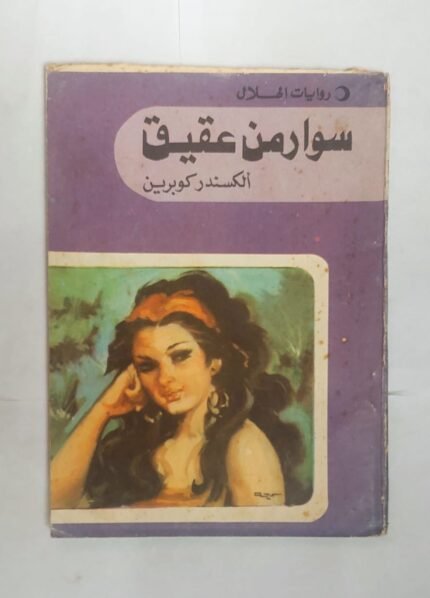 روايات الهلال
سوار من عقيق
ألكسندر كوبرين